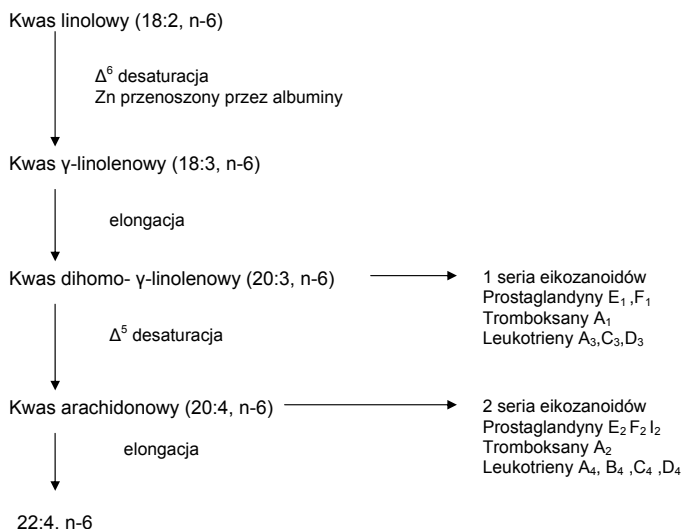 Kwas linolowy (18:2, n-6)
Δ⁶ desaturacja
Zn przenoszony przez albuminy
Kwas γ-linolenowy (18:3, n-6)
elongacja
Kwas dihomo- γ-linolenowy (20:3, n-6)
1 seria eikozanoidów
Prostaglandyny E₁ ,F₁
Tromboksany A₁
Leukotrieny A₃,C₃,D₃
Δ⁵ desaturacja
Kwas arachidonowy (20:4, n-6)
2 seria eikozanoidów
Prostaglandyny E₂ F₂ I₂
Tromboksany A₂
Leukotrieny A₄, B₄ ,C₄ ,D₄
elongacja
22:4, n-6